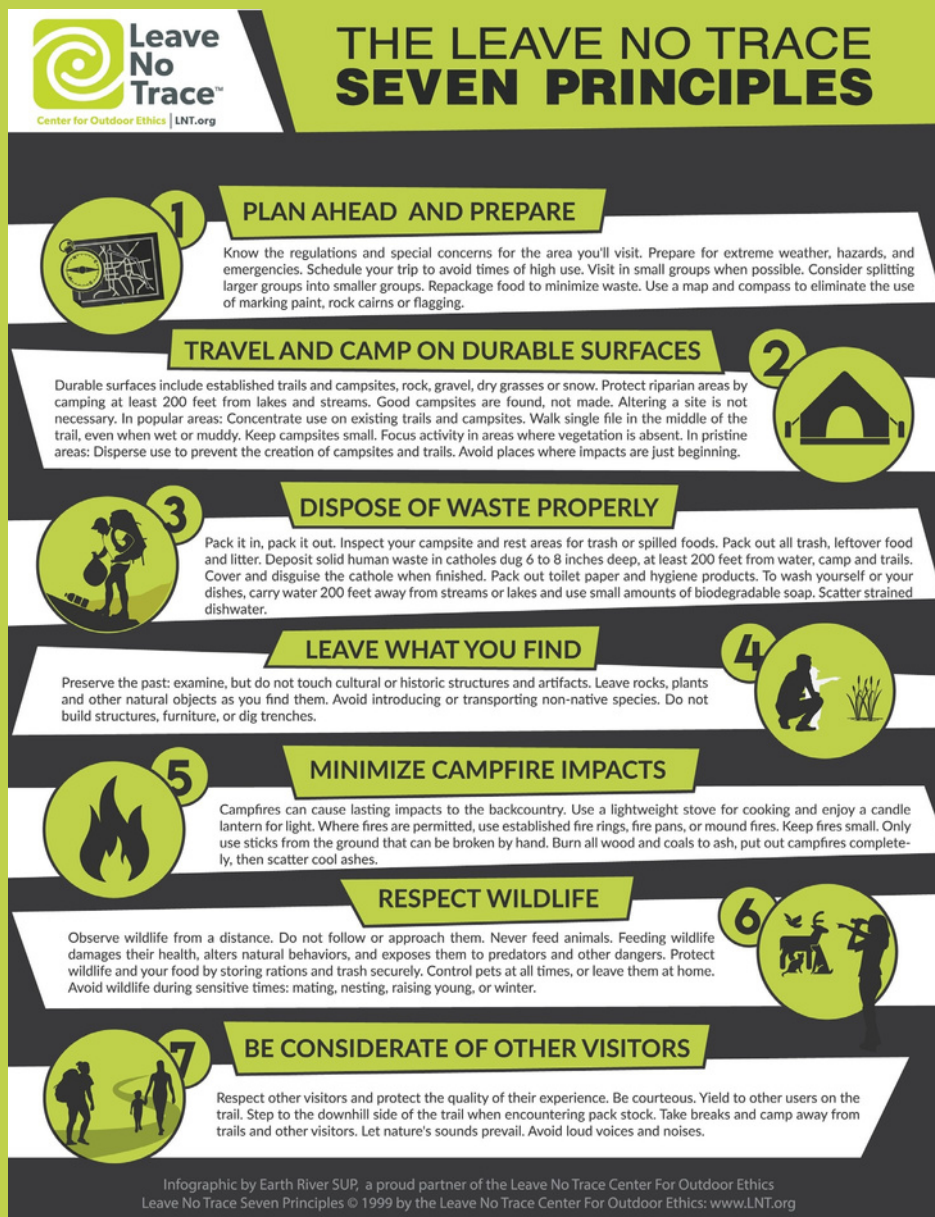 Leave
No
Trace™
Center for Outdoor Ethics | LNT.org
THE LEAVE NO TRACE
SEVEN PRINCIPLES
1
PLAN AHEAD AND PREPARE
Know the regulations and special concerns for the area you'll visit. Prepare for extreme weather, hazards, and
emergencies. Schedule your trip to avoid times of high use. Visit in small groups when possible. Consider splitting
larger groups into smaller groups. Repackage food to minimize waste. Use a map and compass to eliminate the use
of marking paint, rock cairns or flagging.
TRAVEL AND CAMP ON DURABLE SURFACES
2
Durable surfaces include established trails and campsites, rock, gravel, dry grasses or snow. Protect riparian areas by
camping at least 200 feet from lakes and streams. Good campsites are found, not made. Altering a site is not
necessary. In popular areas: Concentrate use on existing trails and campsites. Walk single file in the middle of the
trail, even when wet or muddy. Keep campsites small. Focus activity in areas where vegetation is absent. In pristine
areas: Disperse use to prevent the creation of campsites and trails. Avoid places where impacts are just beginning.
3
DISPOSE OF WASTE PROPERLY
Pack it in, pack it out. Inspect your campsite and rest areas for trash or spilled foods. Pack out all trash, leftover food
and litter. Deposit solid human waste in catholes dug 6 to 8 inches deep, at least 200 feet from water, camp and trails.
Cover and disguise the cathole when finished. Pack out toilet paper and hygiene products. To wash yourself or your
dishes, carry water 200 feet away from streams or lakes and use small amounts of biodegradable soap. Scatter strained
dishwater.
LEAVE WHAT YOU FIND
4
Preserve the past: examine, but do not touch cultural or historic structures and artifacts. Leave rocks, plants
and other natural objects as you find them. Avoid introducing or transporting non-native species. Do not
build structures, furniture, or dig trenches.
5
MINIMIZE CAMPFIRE IMPACTS
Campfires can cause lasting impacts to the backcountry. Use a lightweight stove for cooking and enjoy a candle
lantern for light. Where fires are permitted, use established fire rings, fire pans, or mound fires. Keep fires small. Only
use sticks from the ground that can be broken by hand. Burn all wood and coals to ash, put out campfires complete-
ly, then scatter cool ashes.
RESPECT WILDLIFE
6
Observe wildlife from a distance. Do not follow or approach them. Never feed animals. Feeding wildlife
damages their health, alters natural behaviors, and exposes them to predators and other dangers. Protect
wildlife and your food by storing rations and trash securely. Control pets at all times, or leave them at home.
Avoid wildlife during sensitive times: mating, nesting, raising young, or winter.
7
BE CONSIDERATE OF OTHER VISITORS
Respect other visitors and protect the quality of their experience. Be courteous. Yield to other users on the
trail. Step to the downhill side of the trail when encountering pack stock. Take breaks and camp away from
trails and other visitors. Let nature's sounds prevail. Avoid loud voices and noises.
Infographic by Earth River SUP, a proud partner of the Leave No Trace Center For Outdoor Ethics
Leave No Trace Seven Principles © 1999 by the Leave No Trace Center For Outdoor Ethics: www.LNT.org